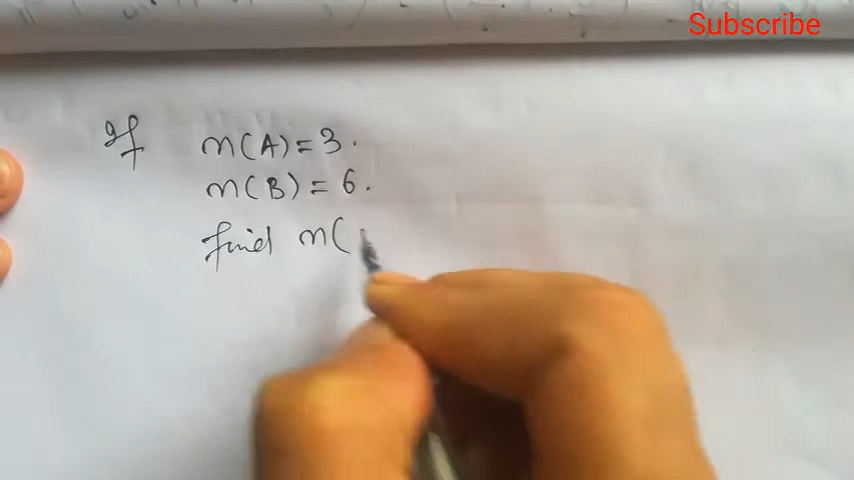 Subscribe
If n(A) = 3.
n(B) = 6.
find n(